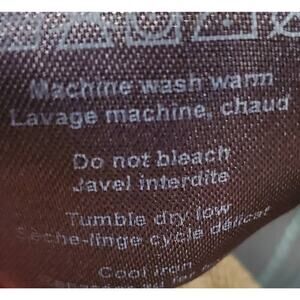 Machine wash warm
Lavage machine, chaud
Do not bleach
Javel interdite
Tumble dry low
Sèche-linge cycle délicat
Cool iron